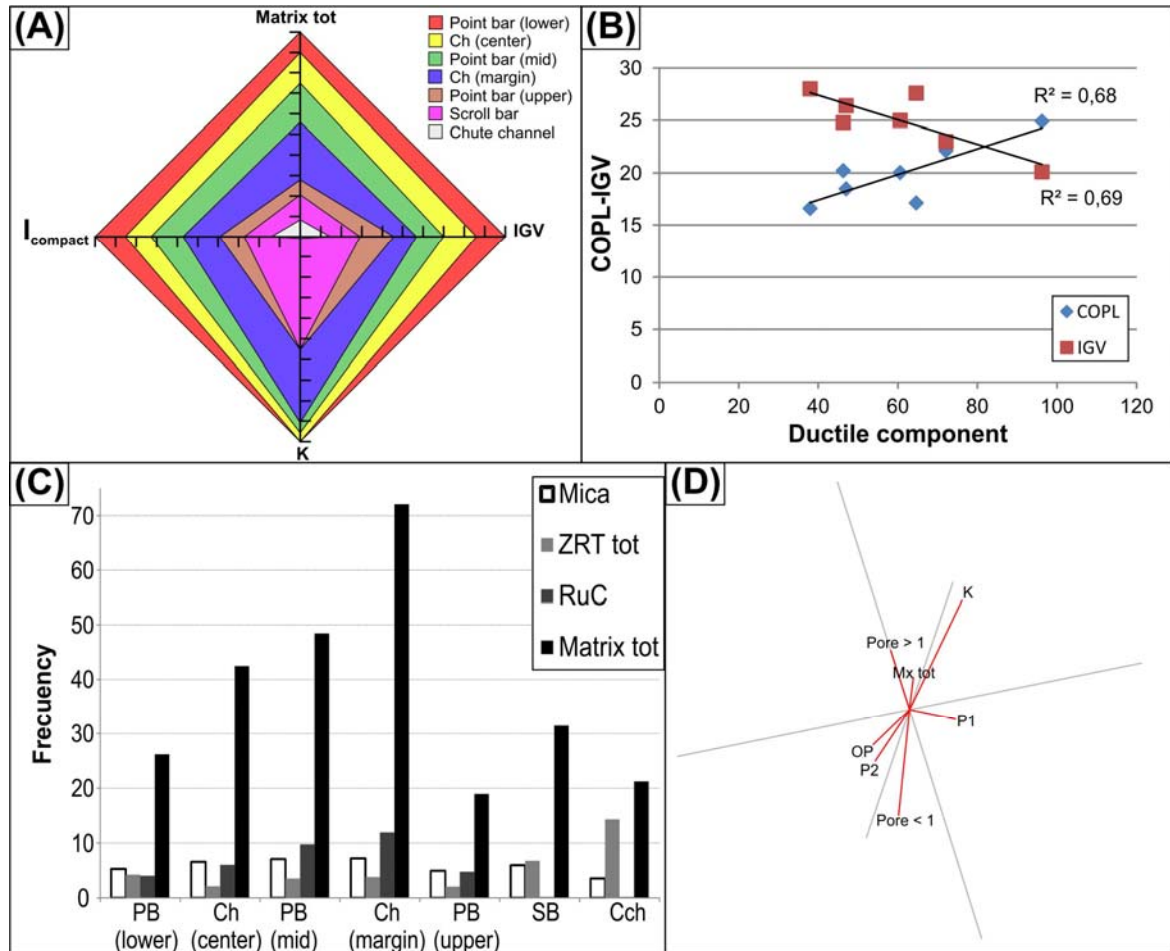 (A)
Matrix tot
Point bar (lower)
Ch (center)
Point bar (mid)
Ch (margin)
Point bar (upper)
Scroll bar
Chute channel
Icompact
IGV
K
(B)
COPL-IGV
30
25
20
15
10
5
0
R² = 0,68
R² = 0,69
COPL
IGV
0 20 40 60 80 100 120
Ductile component
(C)
Frecuency
70
60
50
40
30
20
10
0
Mica
ZRT tot
RuC
Matrix tot
PB Ch PB Ch PB SB Cch
(lower) (center) (mid) (margin) (upper)
(D)
K
Pore > 1
Mx tot
P1
OP
P2
Pore < 1